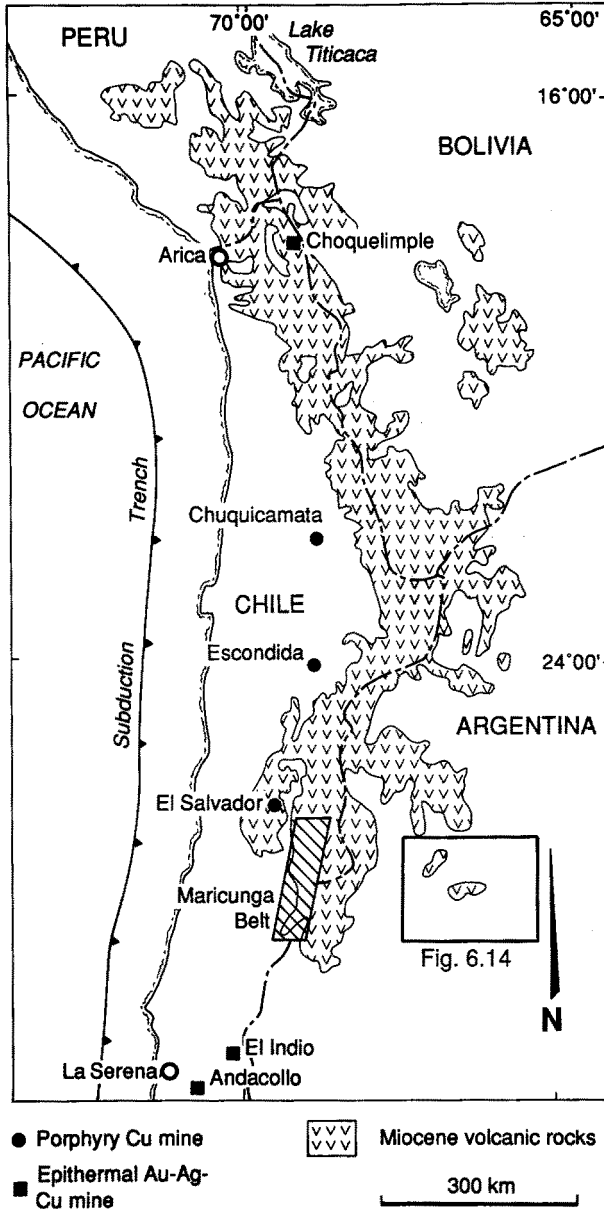 70°00'
65°00'
PERU
Lake
Titicaca
16°00'
BOLIVIA
Choquelimple
Arica
PACIFIC
OCEAN
Trench
Subduction
Chuquicamata
CHILE
Escondida
24°00'
ARGENTINA
El Salvador
Maricunga
Belt
Fig. 6.14
N
El Indio
La Serena
Andacollo
Porphyry Cu mine
Miocene volcanic rocks
Epithermal Au-Ag-
Cu mine
300 km